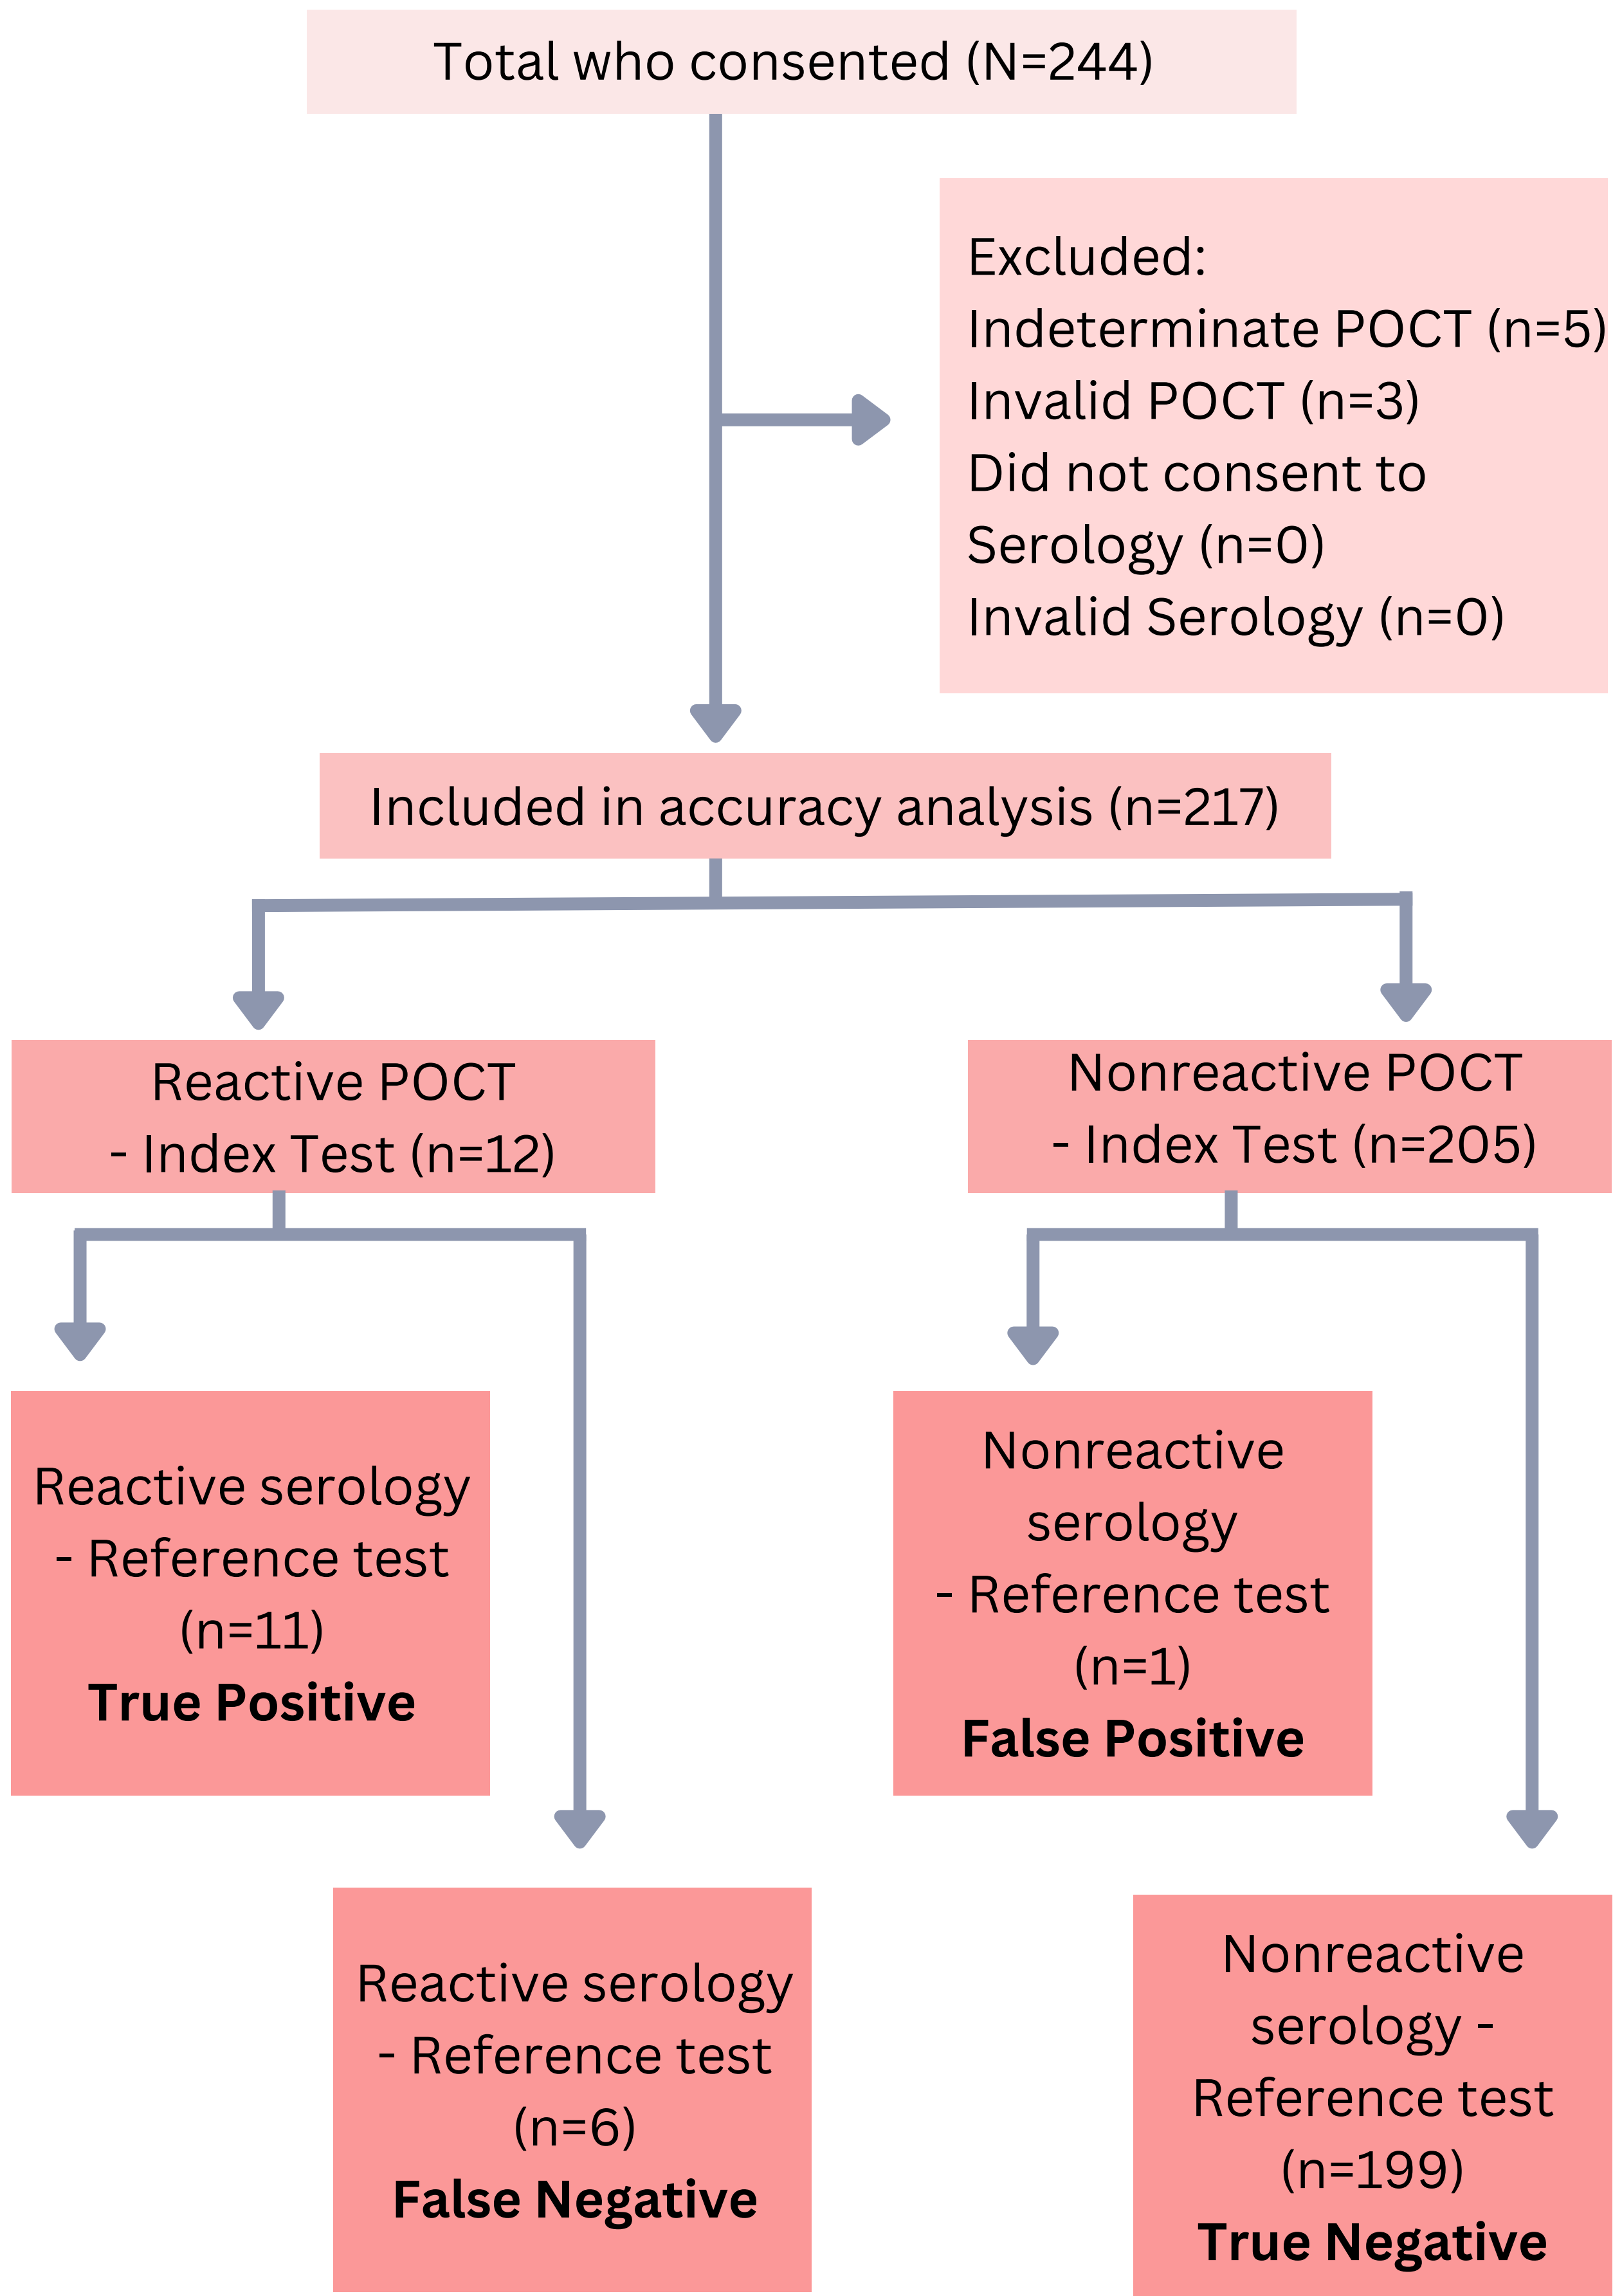 Total who consented (N=244)
Excluded:
Indeterminate POCT (n=5)
Invalid POCT (n=3)
Did not consent to
Serology (n=0)
Invalid Serology (n=0)
Included in accuracy analysis (n=217)
Reactive POCT
- Index Test (n=12)
Nonreactive POCT
- Index Test (n=205)
Reactive serology
- Reference test
(n=11)
True Positive
Nonreactive
serology
- Reference test
(n=1)
False Positive
Reactive serology
- Reference test
(n=6)
False Negative
Nonreactive
serology -
Reference test
(n=199)
True Negative